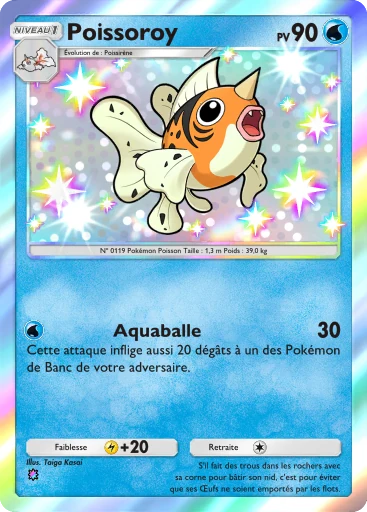 NIVEAU 1
Poissoroy
PV 90
Évolution de : Poissirène
N° 0119 Pokémon Poisson Taille : 1,3 m Poids : 39,0 kg
Aquaballe 30
Cette attaque inflige aussi 20 dégâts à un des Pokémon
de Banc de votre adversaire.
Faiblesse +20 Retraite
Illus. Taiga Kasai
S'il fait des trous dans les rochers avec
sa corne pour bâtir son nid, c'est pour éviter
que ses Œufs ne soient emportés par les flots.